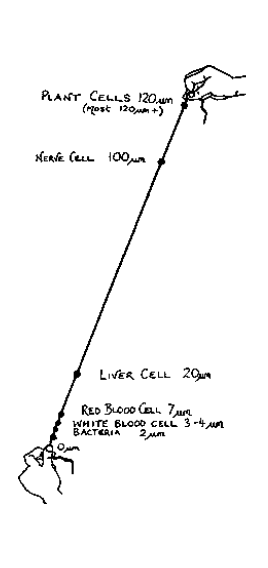 PLANT CELLS 120µm
(MOST 120µm+)
NERVE CELL 100µm
LIVER CELL 20µm
RED BLOOD CELL 7µm
WHITE BLOOD CELL 3-4µm
BACTERIA 2µm
0µm